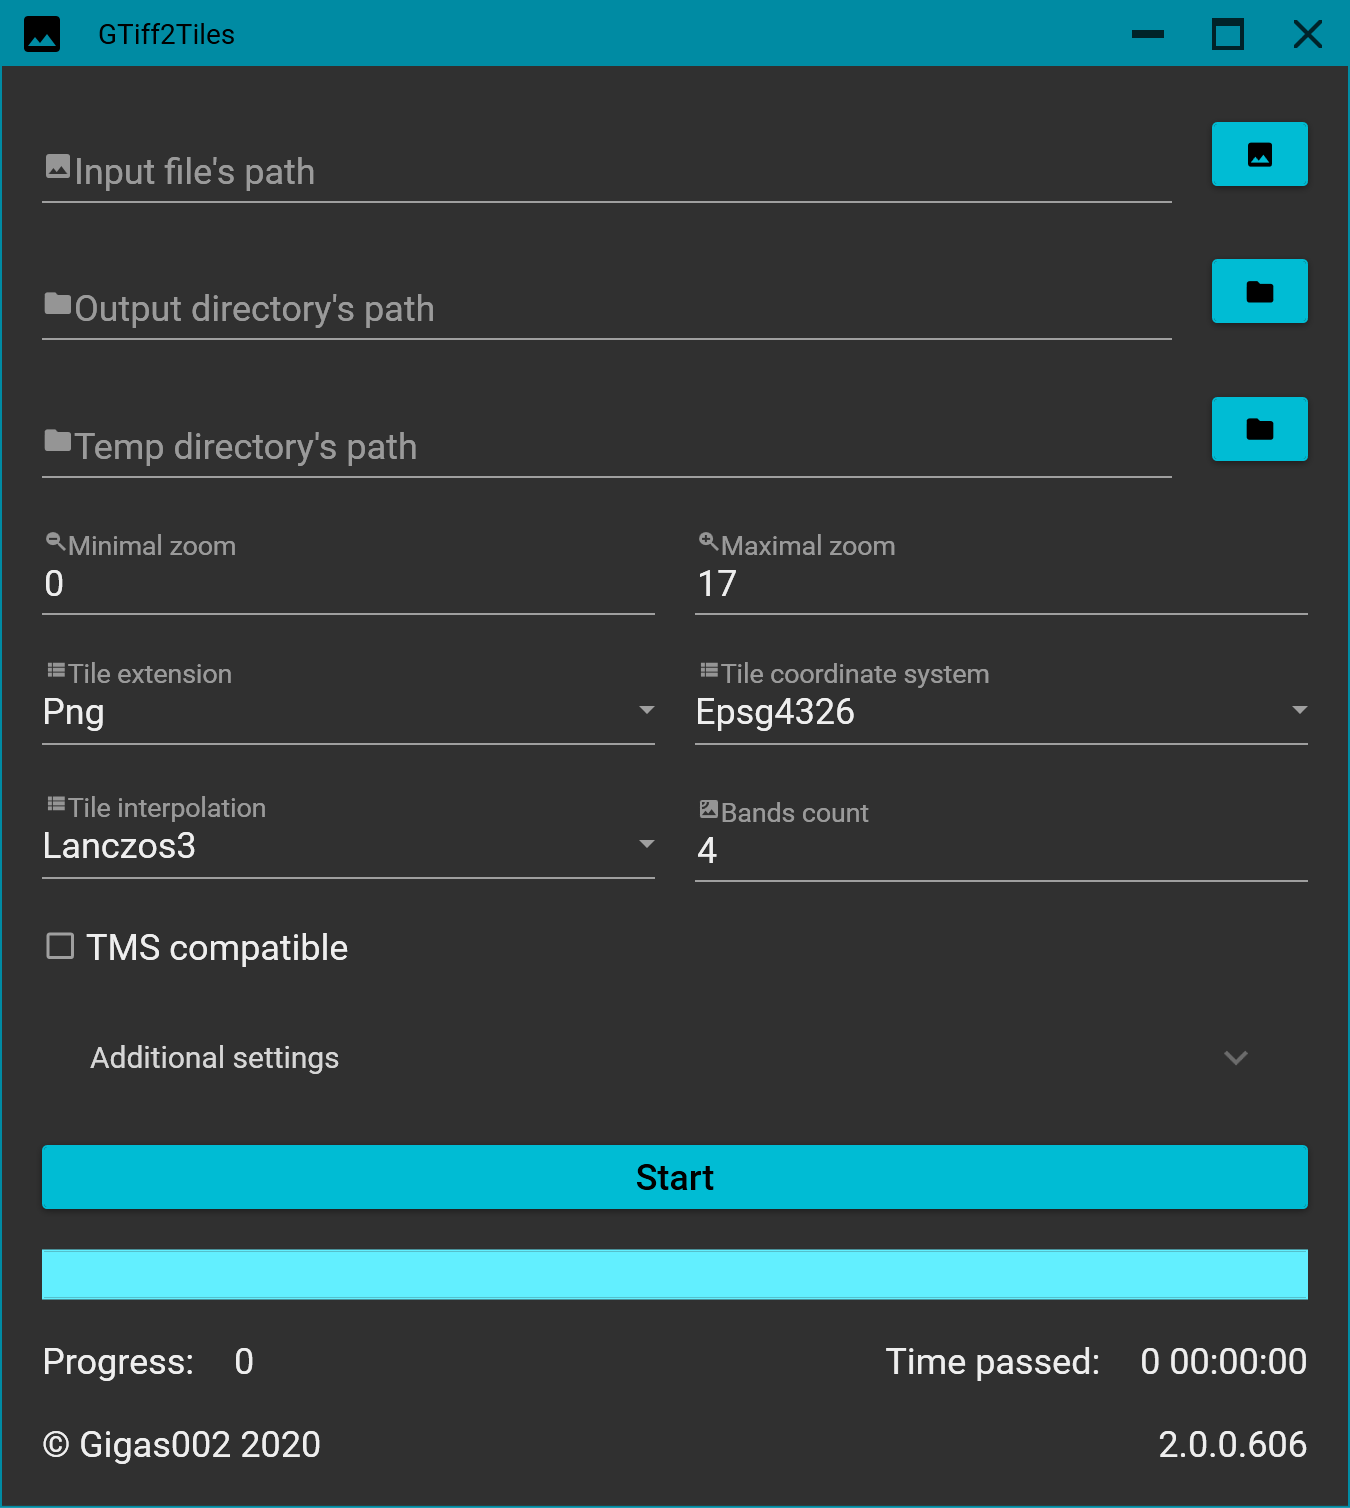 GTiff2Tiles
Input file's path
Output directory's path
Temp directory's path
Minimal zoom
0
Maximal zoom
17
Tile extension
Png
Tile coordinate system
Epsg4326
Tile interpolation
Lanczos3
Bands count
4
TMS compatible
Additional settings
Start
Progress: 0
Time passed: 0 00:00:00
© Gigas002 2020
2.0.0.606